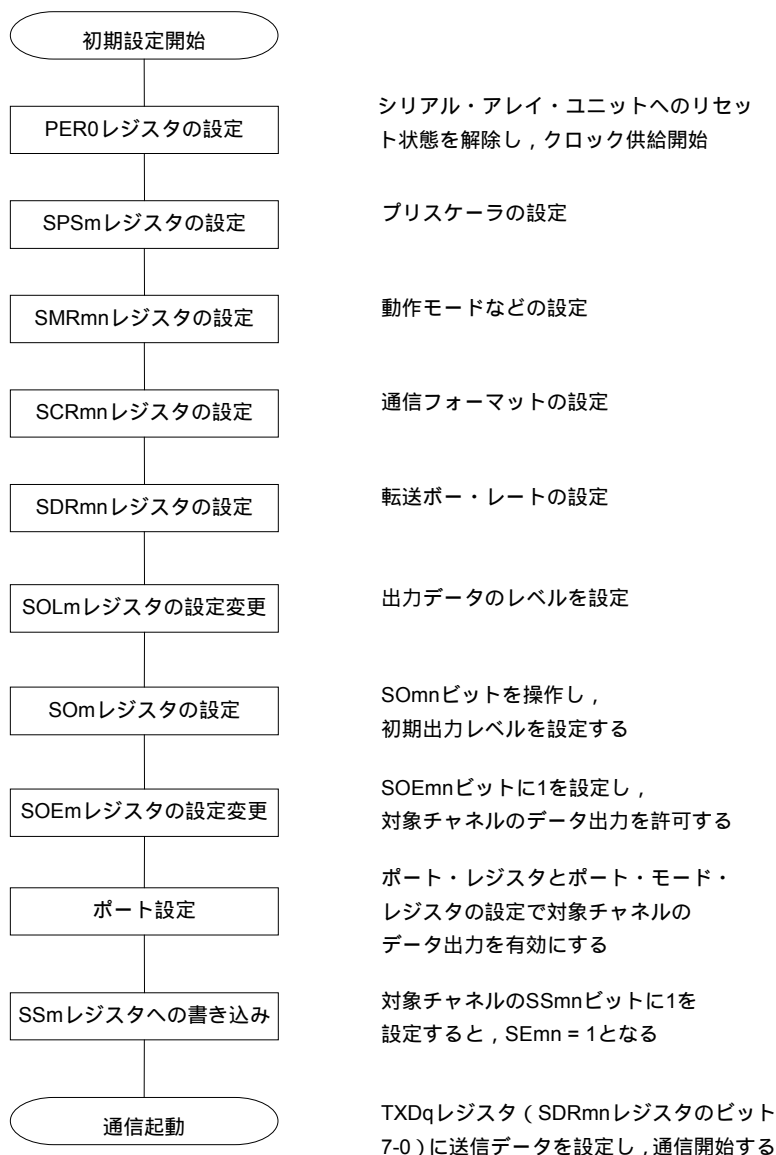 初期設定開始
PER0レジスタの設定
シリアル・アレイ・ユニットへのリセッ
ト状態を解除し，クロック供給開始
SPSmレジスタの設定
プリスケーラの設定
SMRmnレジスタの設定
動作モードなどの設定
SCRmnレジスタの設定
通信フォーマットの設定
SDRmnレジスタの設定
転送ボー・レートの設定
SOLmレジスタの設定変更
出力データのレベルを設定
SOmレジスタの設定
SOmnビットを操作し，
初期出力レベルを設定する
SOEmレジスタの設定変更
SOEmnビットに1を設定し，
対象チャネルのデータ出力を許可する
ポート設定
ポート・レジスタとポート・モード・
レジスタの設定で対象チャネルの
データ出力を有効にする
SSmレジスタへの書き込み
対象チャネルのSSmnビットに1を
設定すると，SEmn = 1となる
通信起動
TXDqレジスタ（SDRmnレジスタのビット
7-0）に送信データを設定し，通信開始する